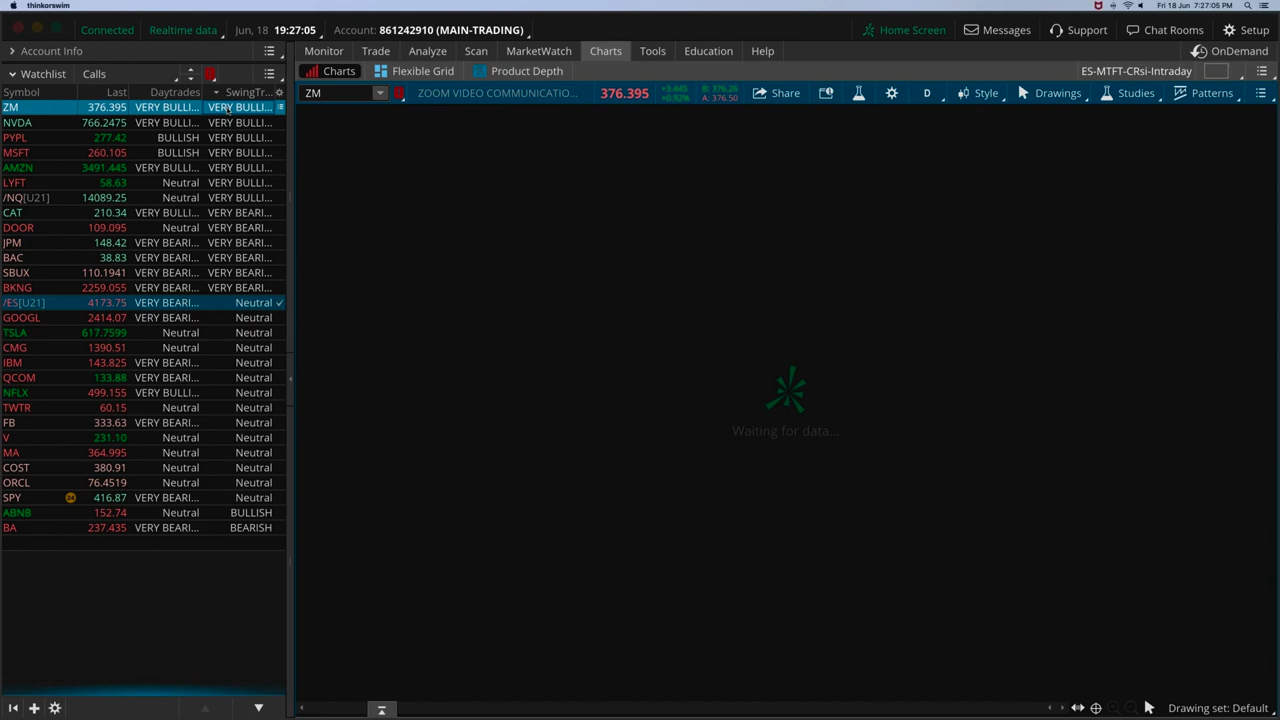 thinkorswim
Fri 18 Jun 7:27:05 PM
Connected
Realtime data
Jun, 18 19:27:05
Account: 861242910 (MAIN-TRADING)
Home Screen
Messages
Support
Chat Rooms
Setup
Account Info
Monitor Trade Analyze Scan MarketWatch Charts Tools Education Help
OnDemand
Watchlist Calls
Charts Flexible Grid Product Depth
ES-MTFT-CRsi-Intraday
Symbol Last Daytrades SwingTr...
ZM ZOOM VIDEO COMMUNICATIO... 376.395 +3.445 +0.92% B: 376.26 A: 376.50 Share D Style Drawings Studies Patterns
ZM 376.395 VERY BULLI... VERY BULLI...
NVDA 766.2475 VERY BULLI... VERY BULLI...
PYPL 277.42 BULLISH VERY BULLI...
MSFT 260.105 BULLISH VERY BULLI...
AMZN 3491.445 VERY BULLI... VERY BULLI...
LYFT 58.63 Neutral VERY BULLI...
/NQ[U21] 14089.25 Neutral VERY BULLI...
CAT 210.34 VERY BULLI... VERY BEARI...
DOOR 109.095 Neutral VERY BEARI...
JPM 148.42 VERY BEARI... VERY BEARI...
BAC 38.83 VERY BEARI... VERY BEARI...
SBUX 110.1941 VERY BEARI... VERY BEARI...
BKNG 2259.055 VERY BEARI... VERY BEARI...
/ES[U21] 4173.75 VERY BEARI... Neutral
GOOGL 2414.07 VERY BEARI... Neutral
TSLA 617.7599 Neutral Neutral
CMG 1390.51 Neutral Neutral
IBM 143.825 VERY BEARI... Neutral
QCOM 133.88 VERY BEARI... Neutral
NFLX 499.155 VERY BULLI... Neutral
TWTR 60.15 Neutral Neutral
FB 333.63 VERY BEARI... Neutral
V 231.10 Neutral Neutral
MA 364.995 Neutral Neutral
COST 380.91 Neutral Neutral
ORCL 76.4519 Neutral Neutral
SPY 24 416.87 VERY BEARI... Neutral
ABNB 152.74 Neutral BULLISH
BA 237.435 VERY BEARI... BEARISH
Waiting for data...
Drawing set: Default